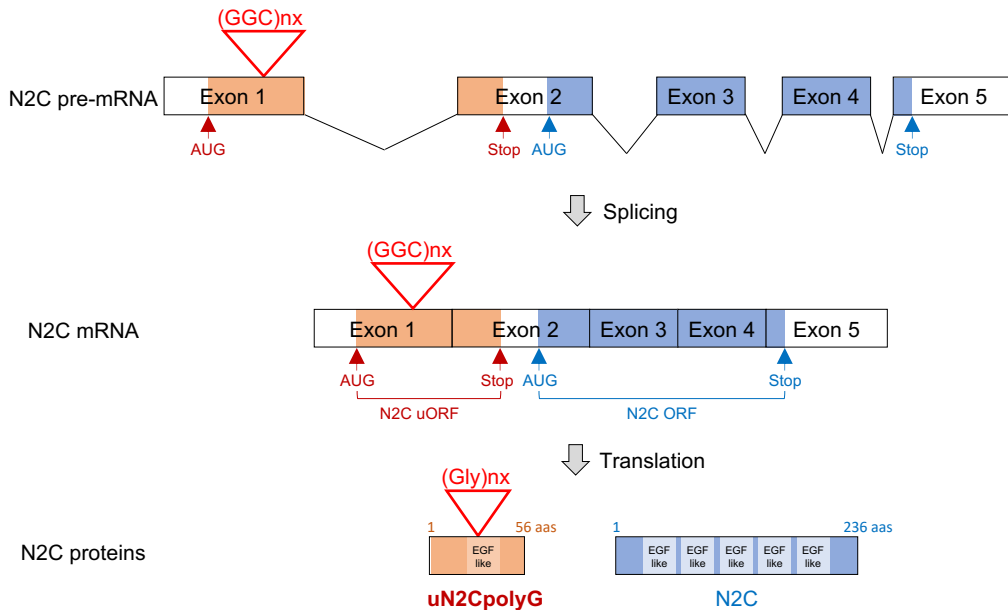 (GGC)nx
N2C pre-mRNA
Exon 1
Exon 2
Exon 3
Exon 4
Exon 5
AUG
Stop
AUG
Stop
Splicing
(GGC)nx
N2C mRNA
Exon 1
Exon 2
Exon 3
Exon 4
Exon 5
AUG
Stop
AUG
Stop
N2C uORF
N2C ORF
Translation
(Gly)nx
1
56 aas
1
236 aas
N2C proteins
EGF
like
EGF
like
EGF
like
EGF
like
EGF
like
EGF
like
uN2CpolyG
N2C